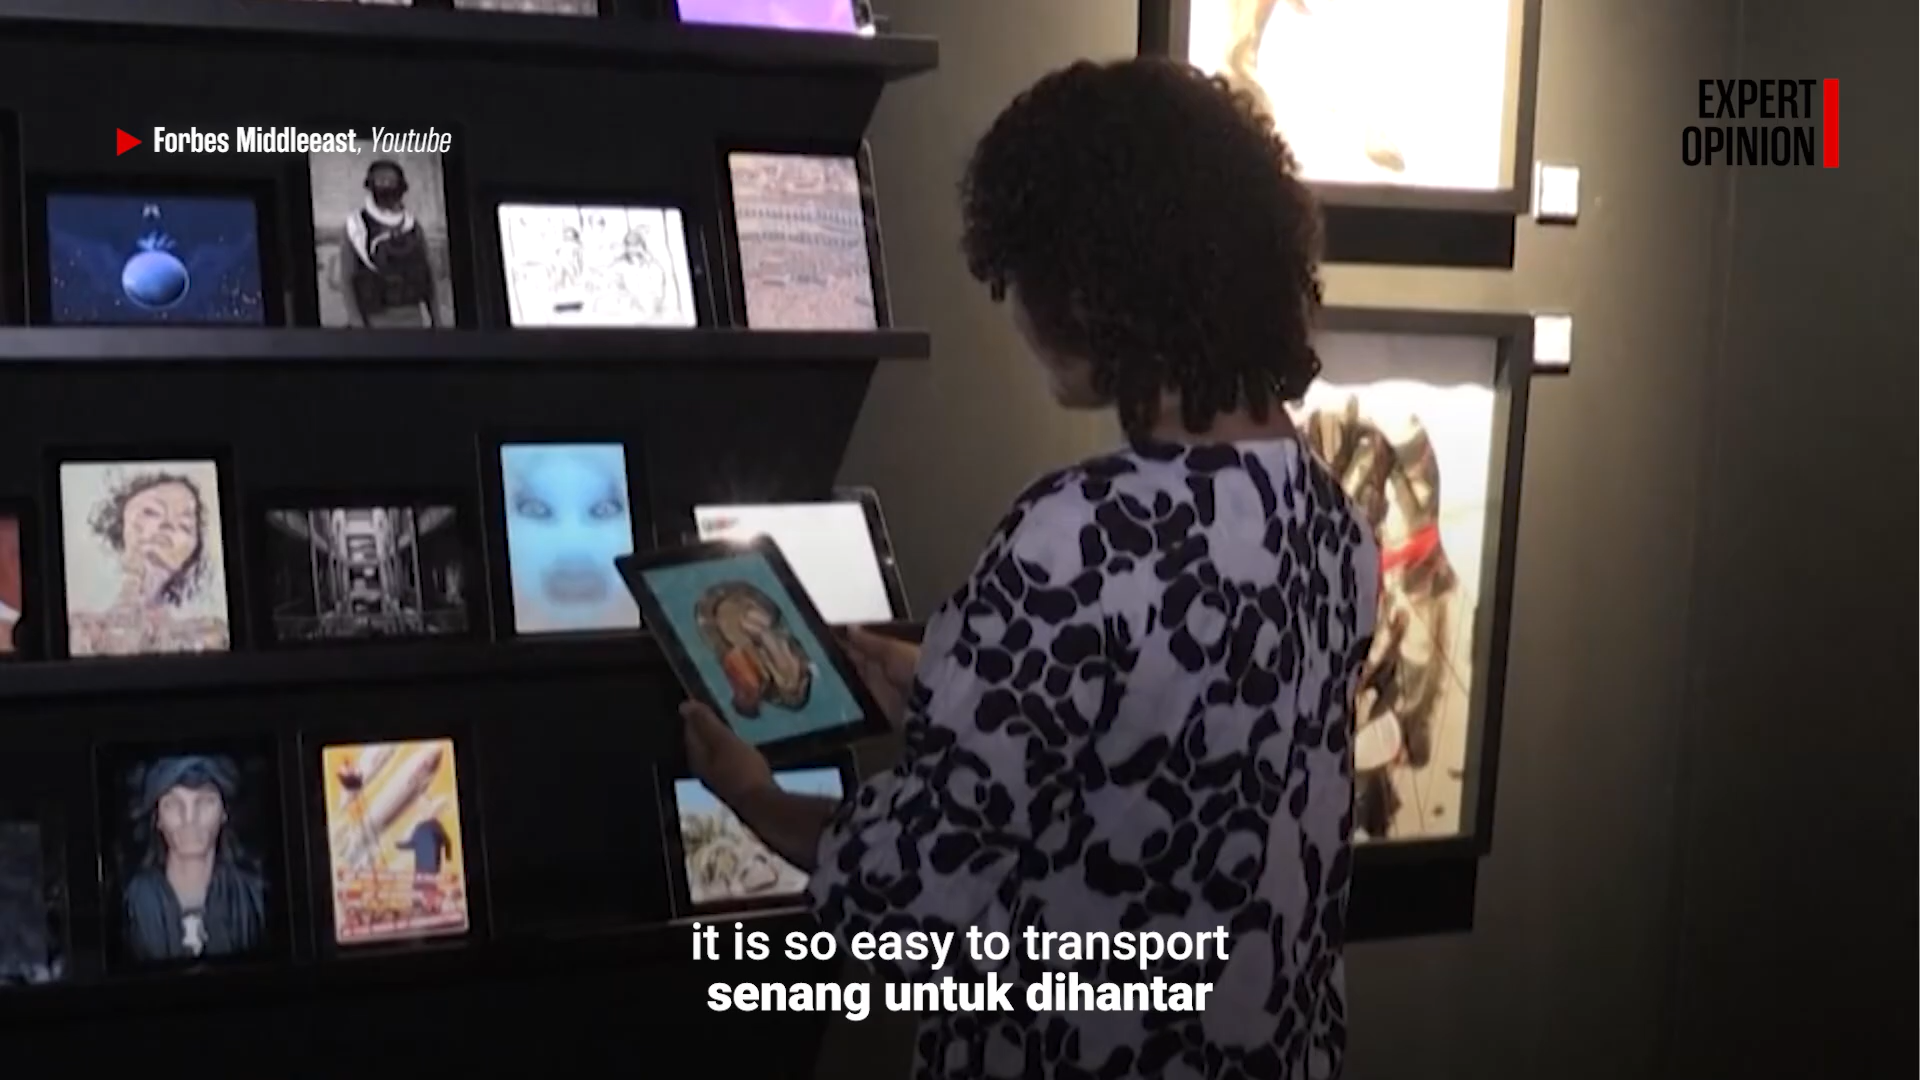 Forbes Middleeast, Youtube
EXPERT
OPINION
it is so easy to transport
senang untuk dihantar